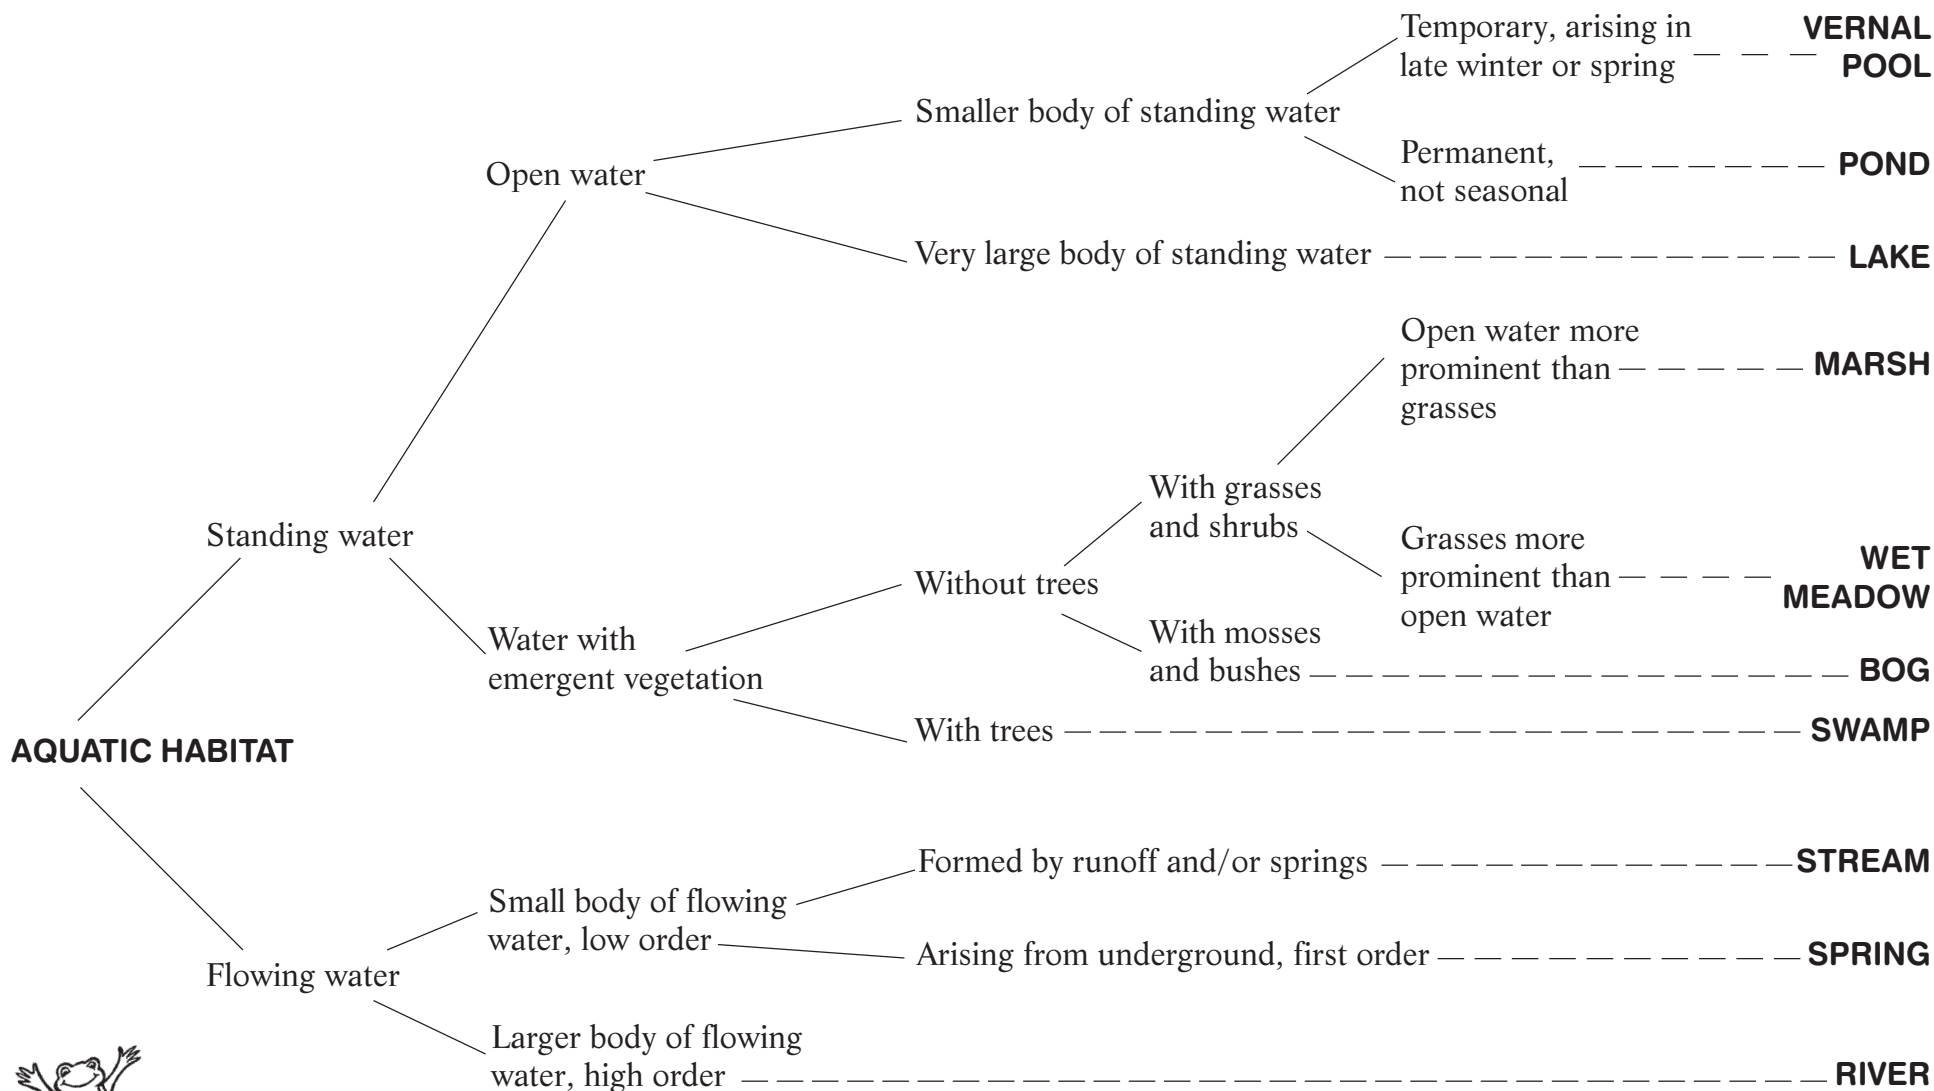 Temporary, arising in
late winter or spring
VERNAL
POOL
Smaller body of standing water
Permanent,
not seasonal
POND
Open water
Very large body of standing water
LAKE
Open water more
prominent than
grasses
MARSH
With grasses
and shrubs
Standing water
Grasses more
prominent than
open water
WET
MEADOW
Without trees
Water with
emergent vegetation
With mosses
and bushes
BOG
With trees
SWAMP
AQUATIC HABITAT
Formed by runoff and/or springs
STREAM
Small body of flowing
water, low order
Arising from underground, first order
SPRING
Flowing water
Larger body of flowing
water, high order
RIVER